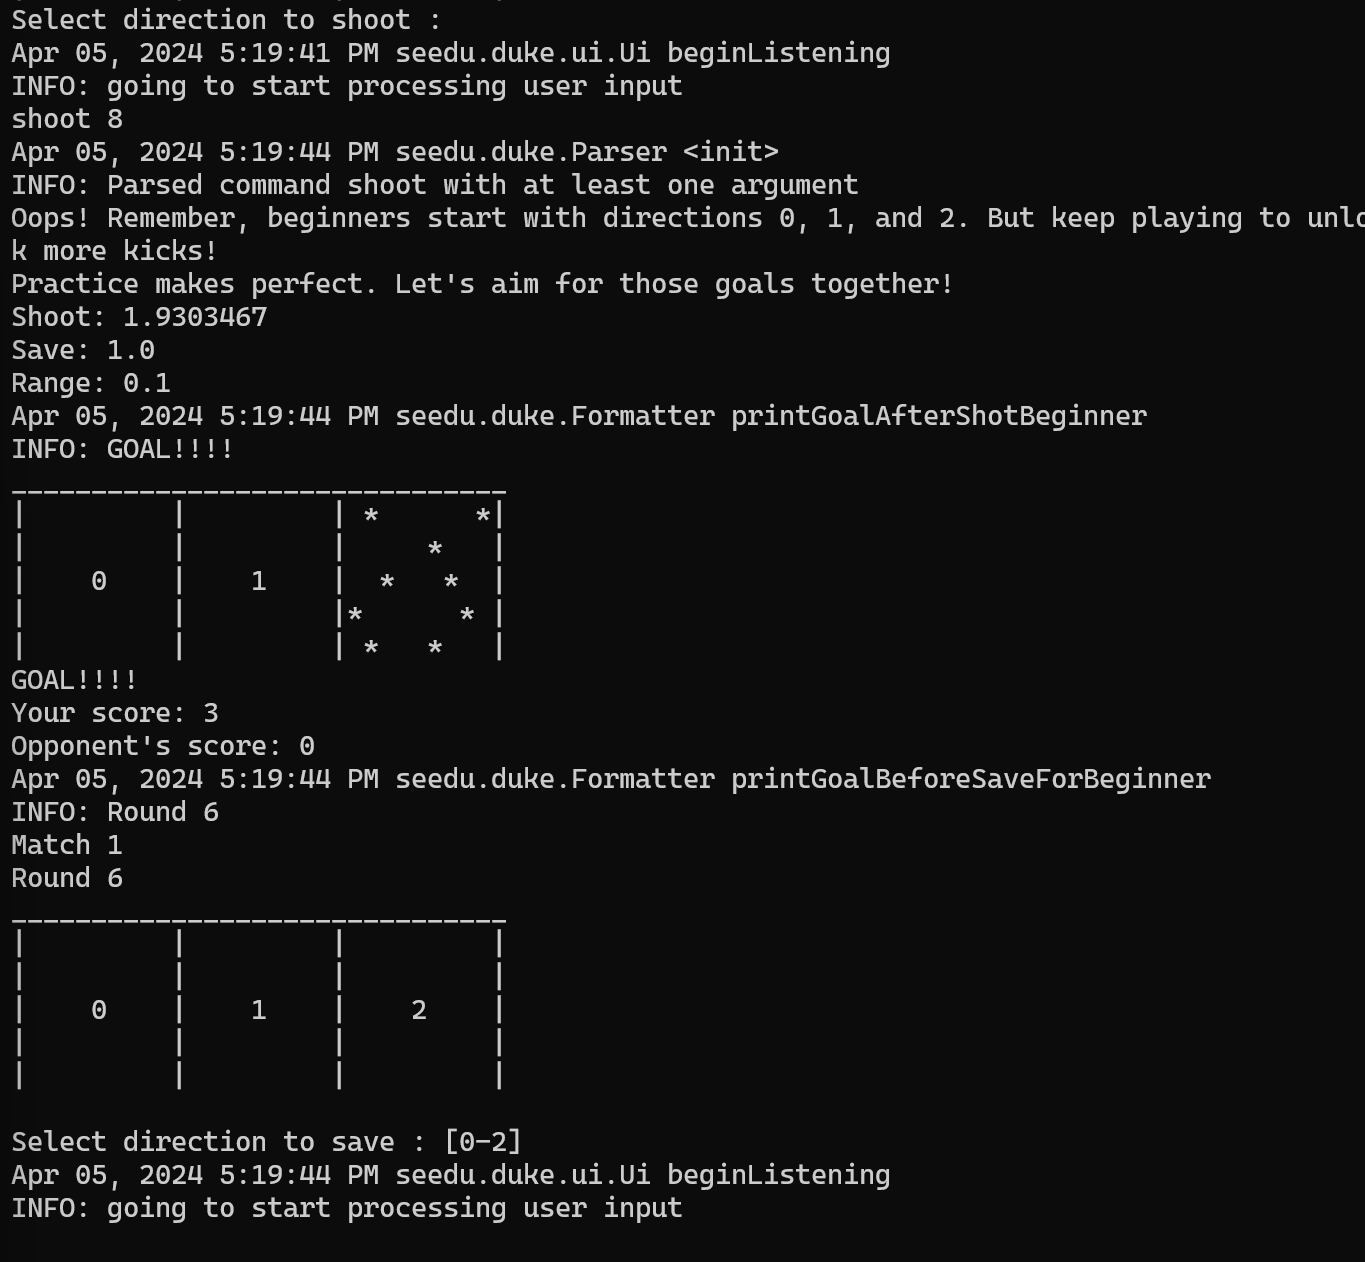 Select direction to shoot :
Apr 05, 2024 5:19:41 PM seedu.duke.ui.Ui beginListening
INFO: going to start processing user input
shoot 8
Apr 05, 2024 5:19:44 PM seedu.duke.Parser <init>
INFO: Parsed command shoot with at least one argument
Oops! Remember, beginners start with directions 0, 1, and 2. But keep playing to unlo
k more kicks!
Practice makes perfect. Let's aim for those goals together!
Shoot: 1.9303467
Save: 1.0
Range: 0.1
Apr 05, 2024 5:19:44 PM seedu.duke.Formatter printGoalAfterShotBeginner
INFO: GOAL!!!!
_______________________________
|         |         | *      *|
|         |         |     *   |
|    0    |    1    |  *   *  |
|         |         |*      * |
|         |         | *   *   |
GOAL!!!!
Your score: 3
Opponent's score: 0
Apr 05, 2024 5:19:44 PM seedu.duke.Formatter printGoalBeforeSaveForBeginner
INFO: Round 6
Match 1
Round 6
_______________________________
|         |         |         |
|         |         |         |
|    0    |    1    |    2    |
|         |         |         |
|         |         |         |
Select direction to save : [0-2]
Apr 05, 2024 5:19:44 PM seedu.duke.ui.Ui beginListening
INFO: going to start processing user input